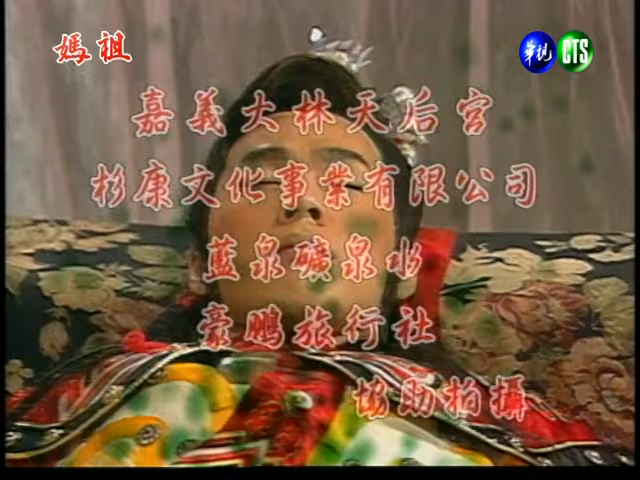 媽祖
華視 CTS
嘉義大林天后宮
杉康文化事業有限公司
藍泉礦泉水
豪鵬旅行社
協助拍攝